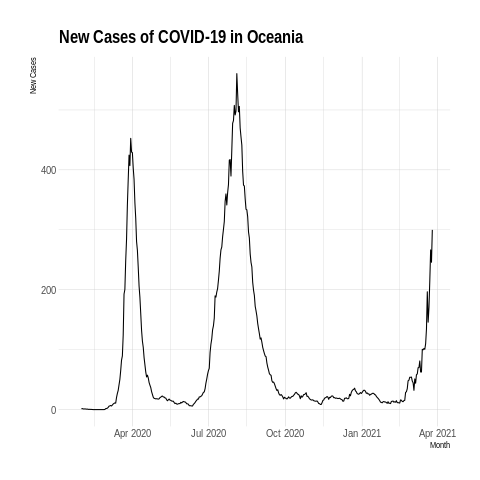 New Cases of COVID-19 in Oceania
New Cases
400
200
0
Apr 2020 Jul 2020 Oct 2020 Jan 2021 Apr 2021
Month